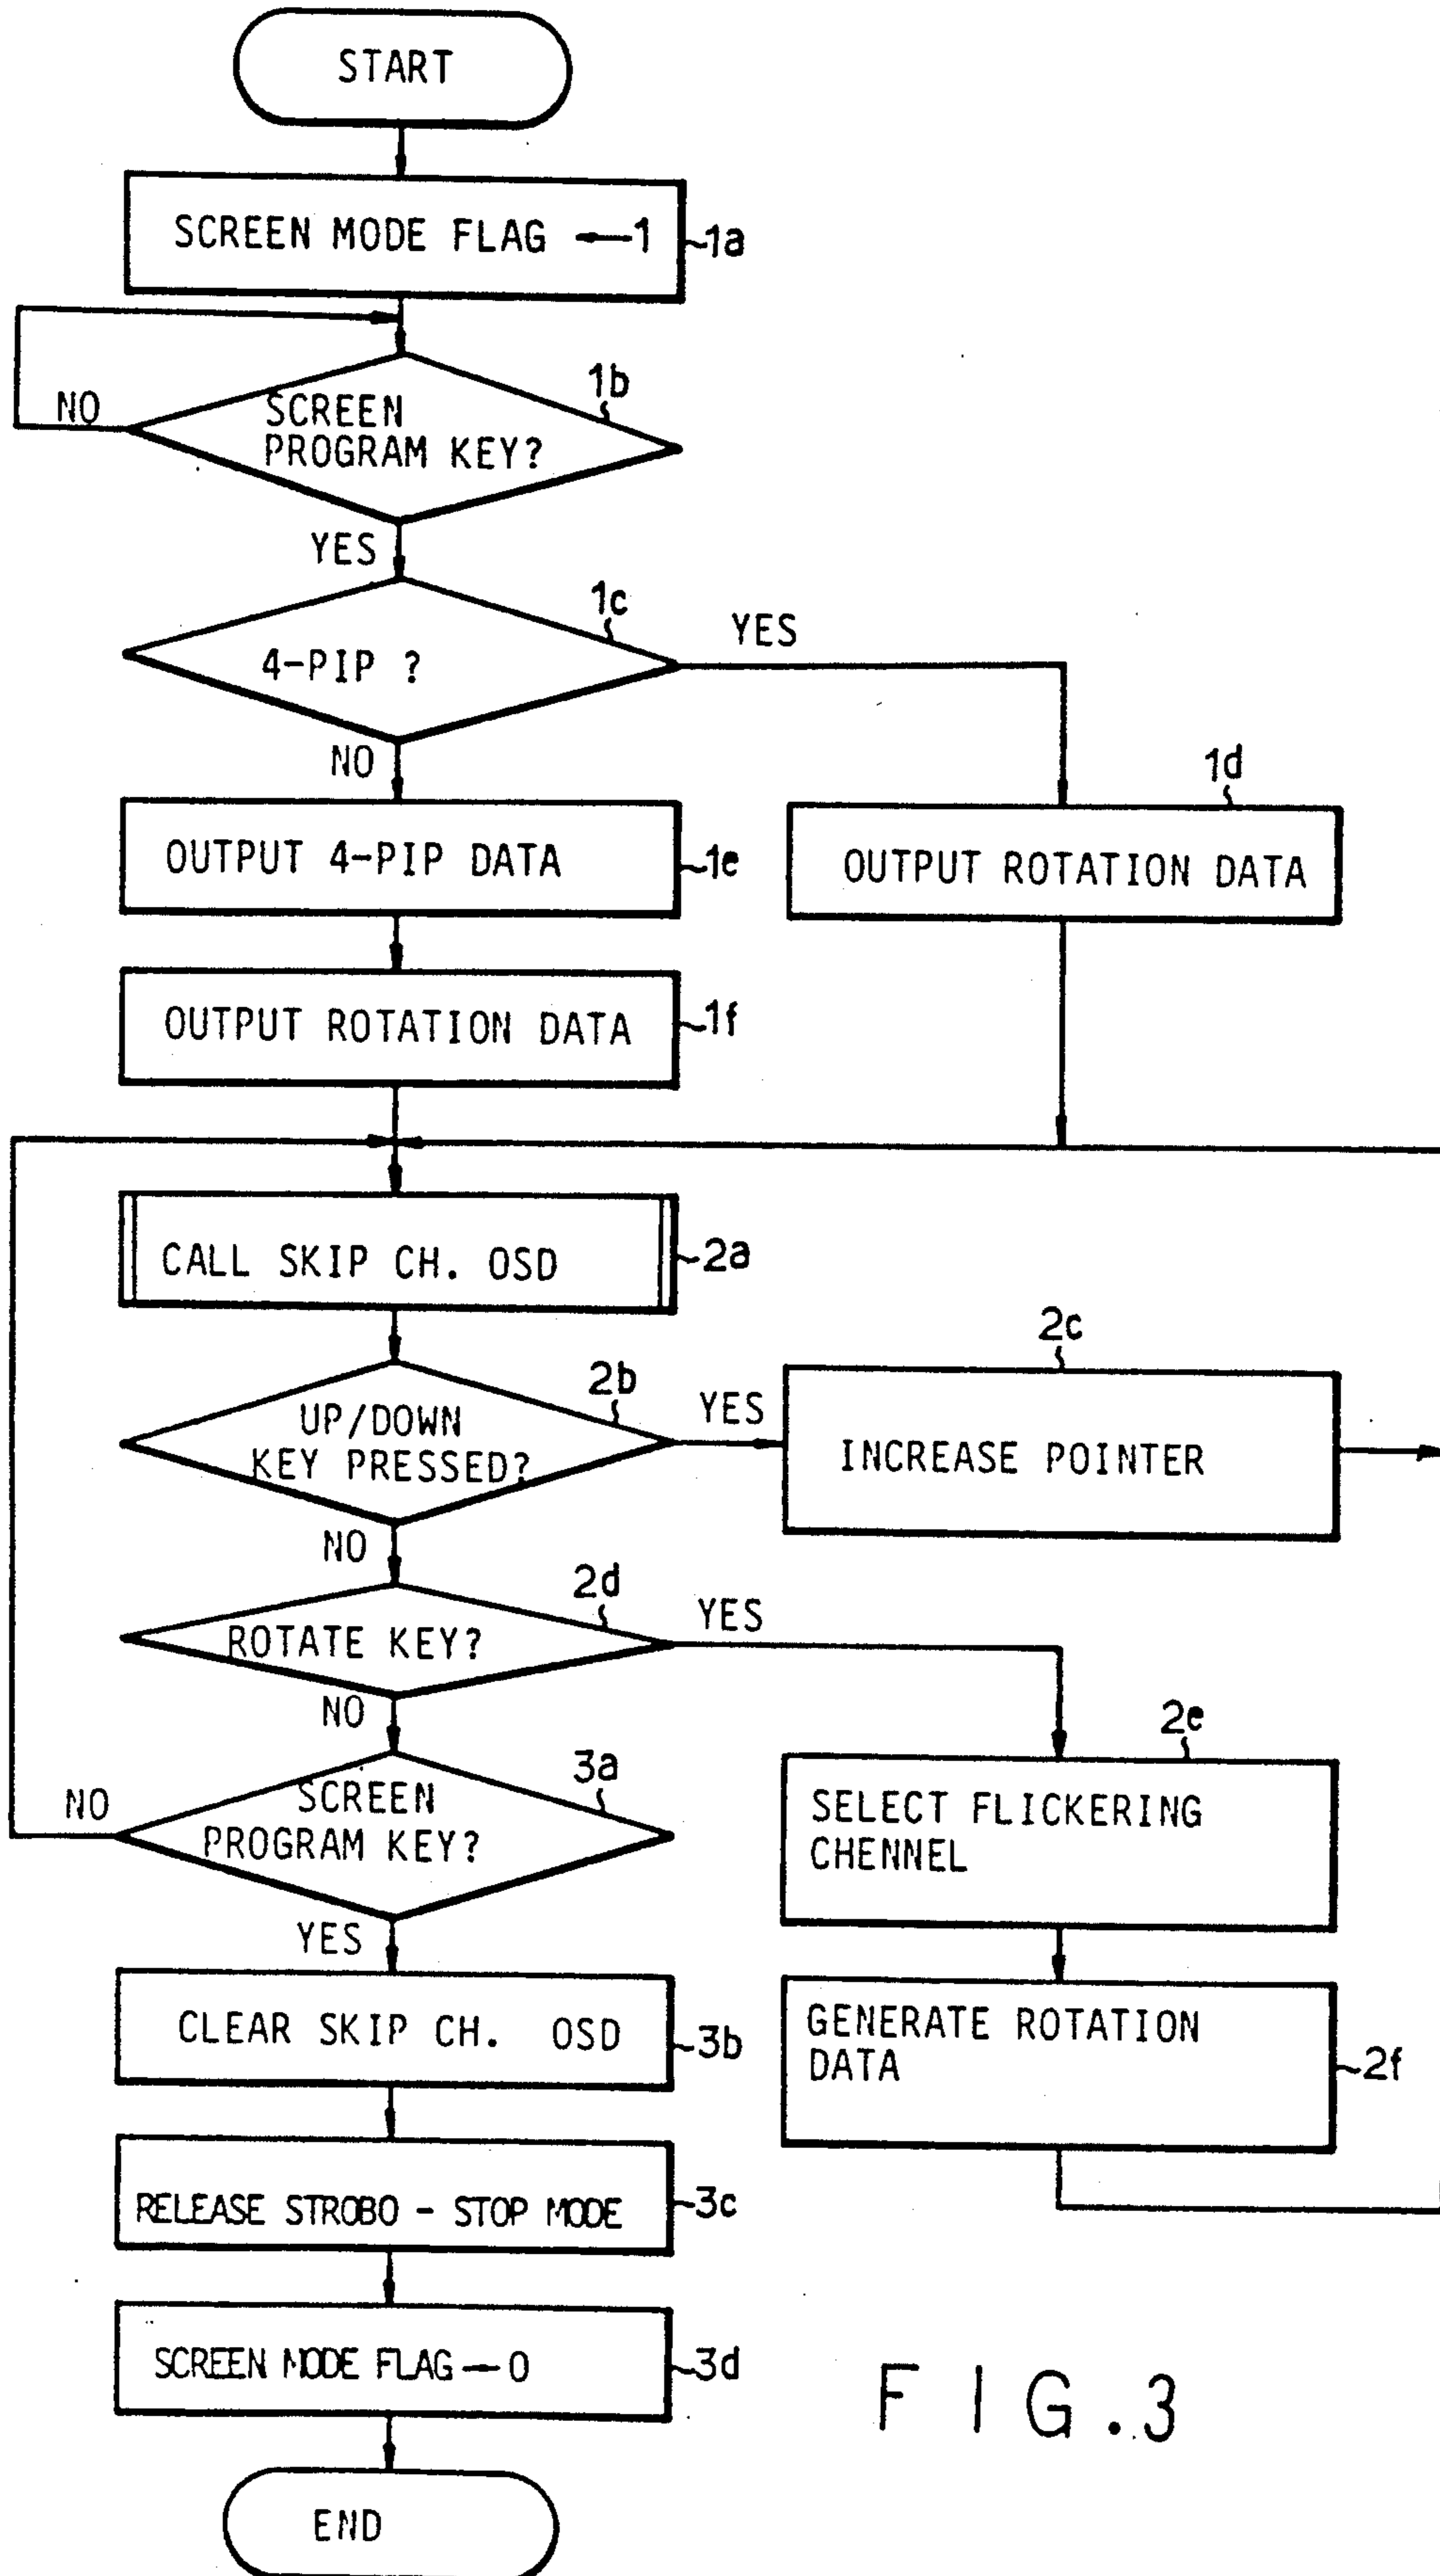 START
SCREEN MODE FLAG ←1
1a
1b
NO
SCREEN
PROGRAM KEY?
YES
1c
YES
4-PIP ?
NO
1d
OUTPUT 4-PIP DATA
1e
OUTPUT ROTATION DATA
OUTPUT ROTATION DATA
1f
CALL SKIP CH. OSD
2a
2c
2b
YES
UP/DOWN
KEY PRESSED?
INCREASE POINTER
NO
2d
YES
ROTATE KEY?
NO
2e
3a
NO
SCREEN
PROGRAM KEY?
SELECT FLICKERING
CHENNEL
YES
CLEAR SKIP CH. OSD
3b
GENERATE ROTATION
DATA
2f
RELEASE STROBO - STOP MODE
3c
SCREEN MODE FLAG ← 0
3d
FIG.3
END